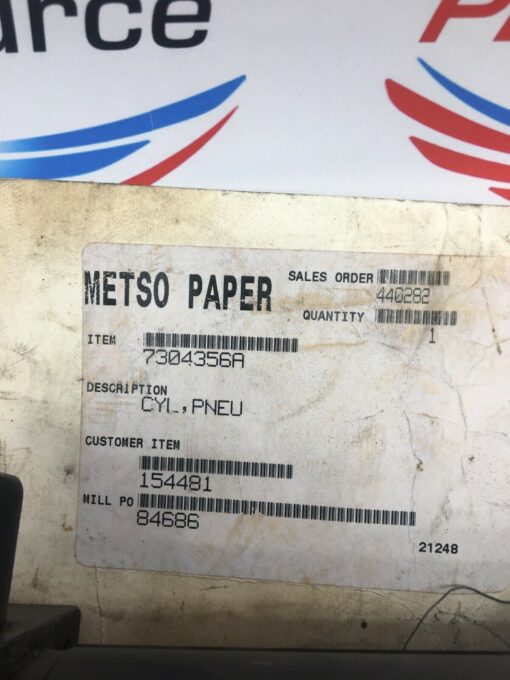 METSO PAPER
SALES ORDER
440282
QUANTITY
1
ITEM
7304356A
DESCRIPTION
CYL,PNEU
CUSTOMER ITEM
154481
MILL PO
84686
21248